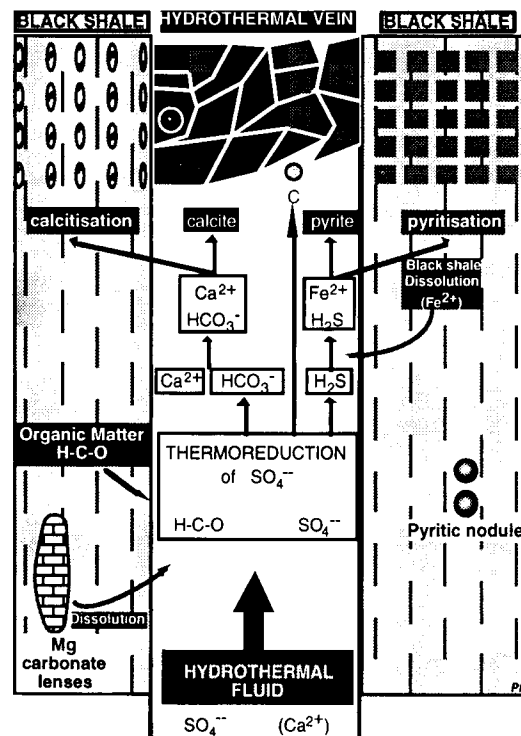 BLACK SHALE
HYDROTHERMAL VEIN
BLACK SHALE
C
calcitisation
calcite
pyrite
pyritisation
Black shale
Dissolution
(Fe²⁺)
Ca²⁺
HCO₃⁻
Fe²⁺
H₂S
Ca²⁺
HCO₃⁻
H₂S
Organic Matter
H-C-O
THERMOREDUCTION
of SO₄⁻⁻
H-C-O
SO₄⁻⁻
Pyritic nodule
Dissolution
Mg
carbonate
lenses
HYDROTHERMAL
FLUID
SO₄⁻⁻
(Ca²⁺)